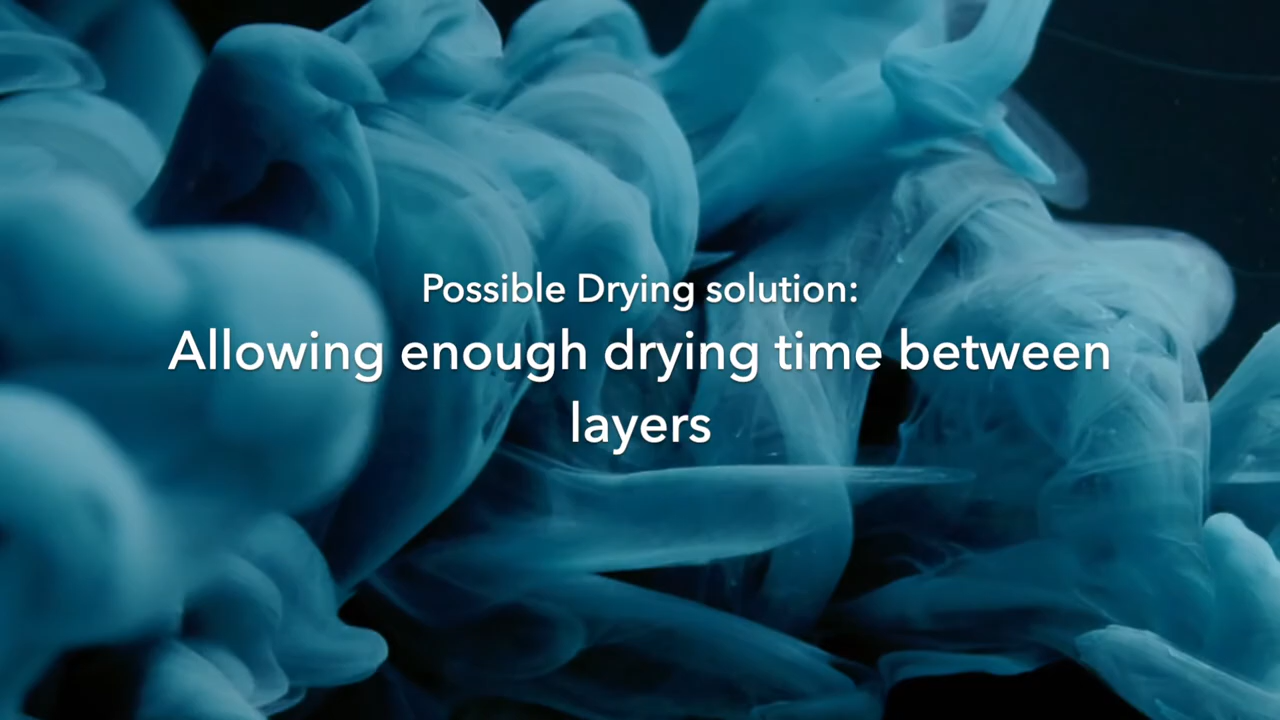 Possible Drying solution:
Allowing enough drying time between
layers